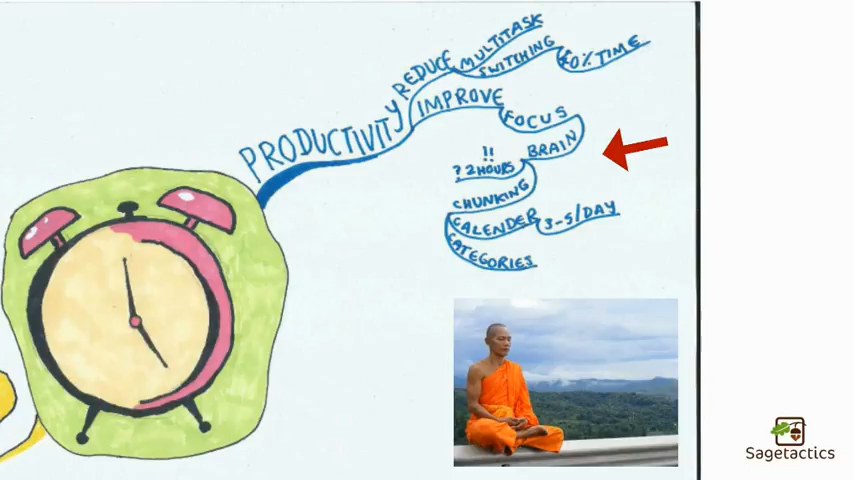 PRODUCTIVITY
REDUCE
MULTITASK
SWITCHING
40% TIME
IMPROVE
FOCUS
BRAIN
!!
? 2 HOURS
CHUNKING
CALENDER
3-5/DAY
CATEGORIES
Sagetactics